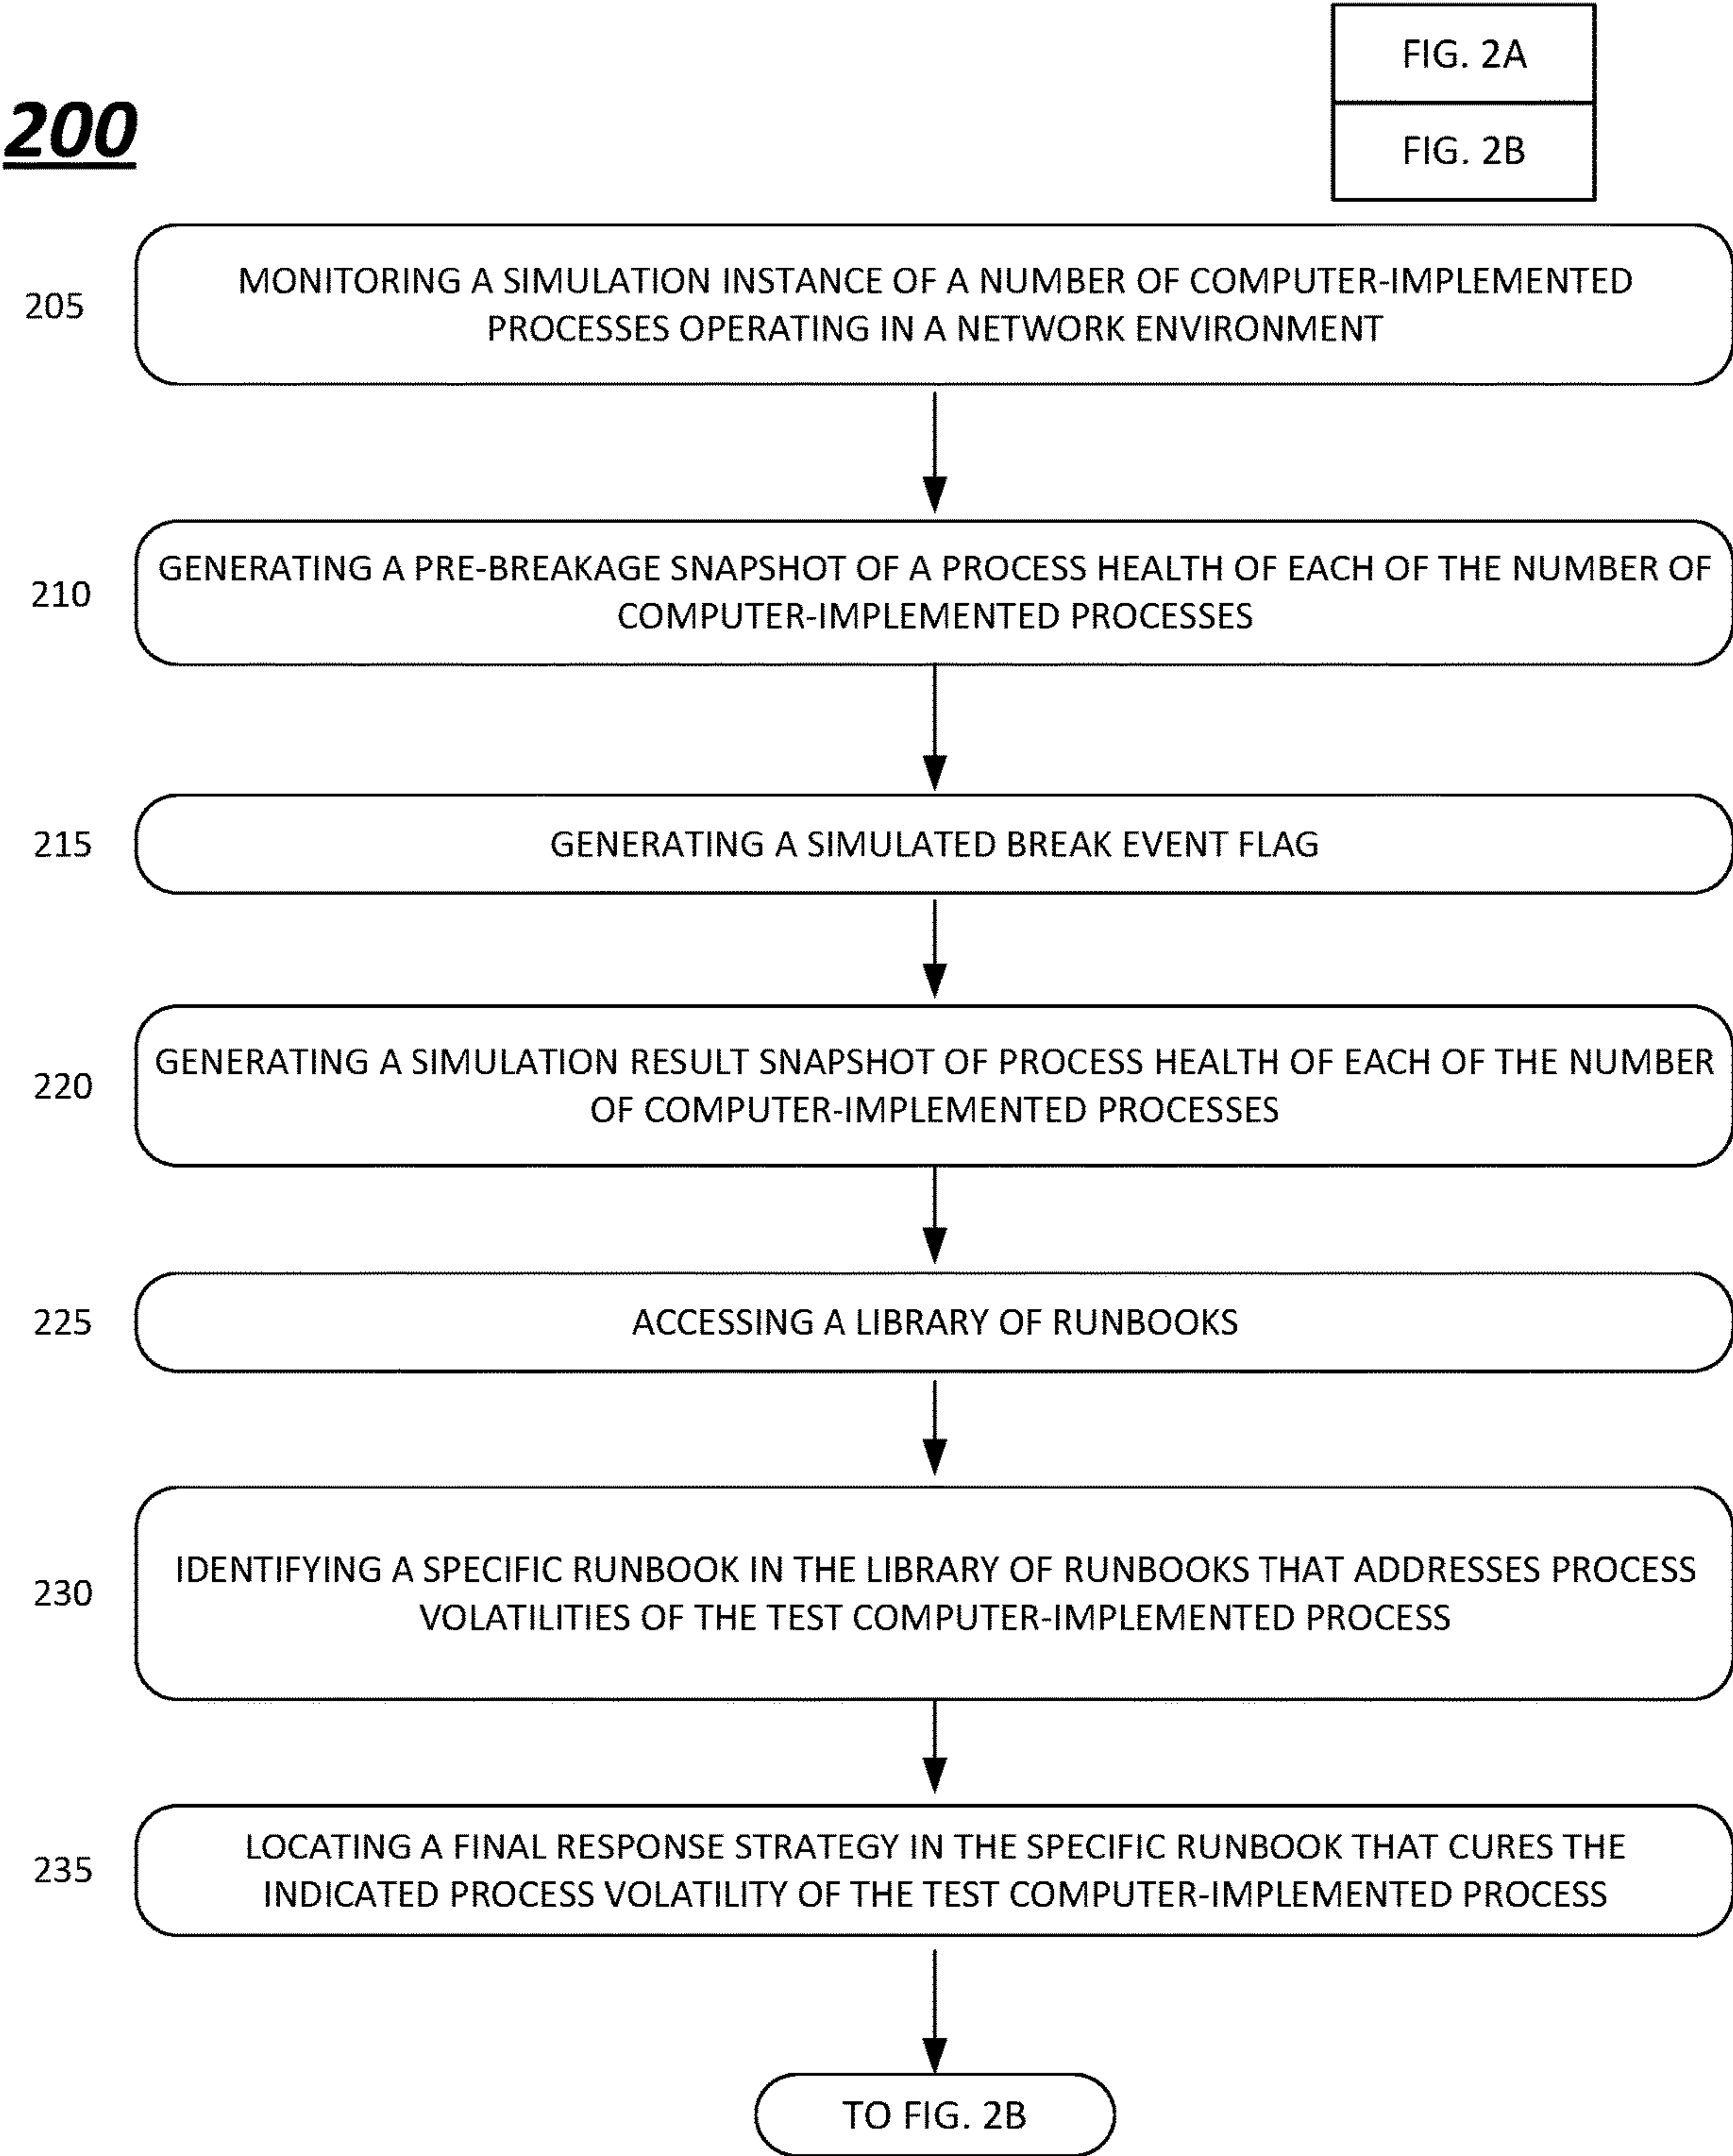 FIG. 2A
FIG. 2B
200
205
MONITORING A SIMULATION INSTANCE OF A NUMBER OF COMPUTER-IMPLEMENTED
PROCESSES OPERATING IN A NETWORK ENVIRONMENT
210
GENERATING A PRE-BREAKAGE SNAPSHOT OF A PROCESS HEALTH OF EACH OF THE NUMBER OF
COMPUTER-IMPLEMENTED PROCESSES
215
GENERATING A SIMULATED BREAK EVENT FLAG
220
GENERATING A SIMULATION RESULT SNAPSHOT OF PROCESS HEALTH OF EACH OF THE NUMBER
OF COMPUTER-IMPLEMENTED PROCESSES
225
ACCESSING A LIBRARY OF RUNBOOKS
230
IDENTIFYING A SPECIFIC RUNBOOK IN THE LIBRARY OF RUNBOOKS THAT ADDRESSES PROCESS
VOLATILITIES OF THE TEST COMPUTER-IMPLEMENTED PROCESS
235
LOCATING A FINAL RESPONSE STRATEGY IN THE SPECIFIC RUNBOOK THAT CURES THE
INDICATED PROCESS VOLATILITY OF THE TEST COMPUTER-IMPLEMENTED PROCESS
TO FIG. 2B